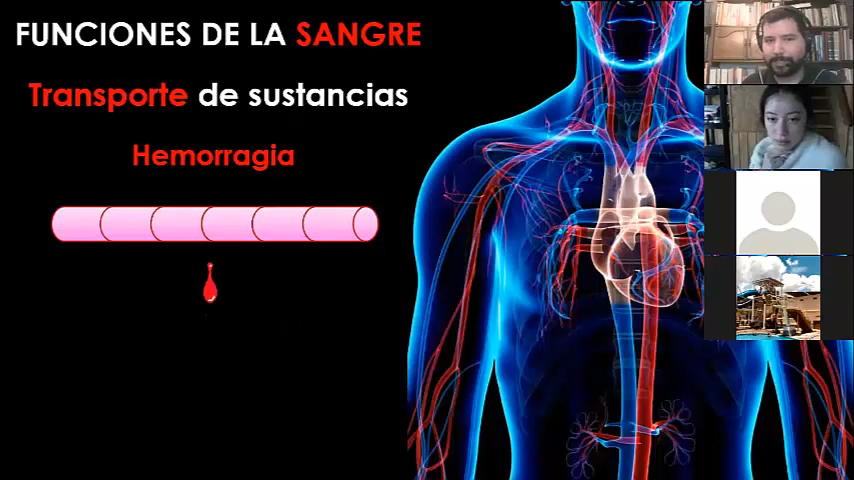 FUNCIONES DE LA SANGRE
Transporte de sustancias
Hemorragia